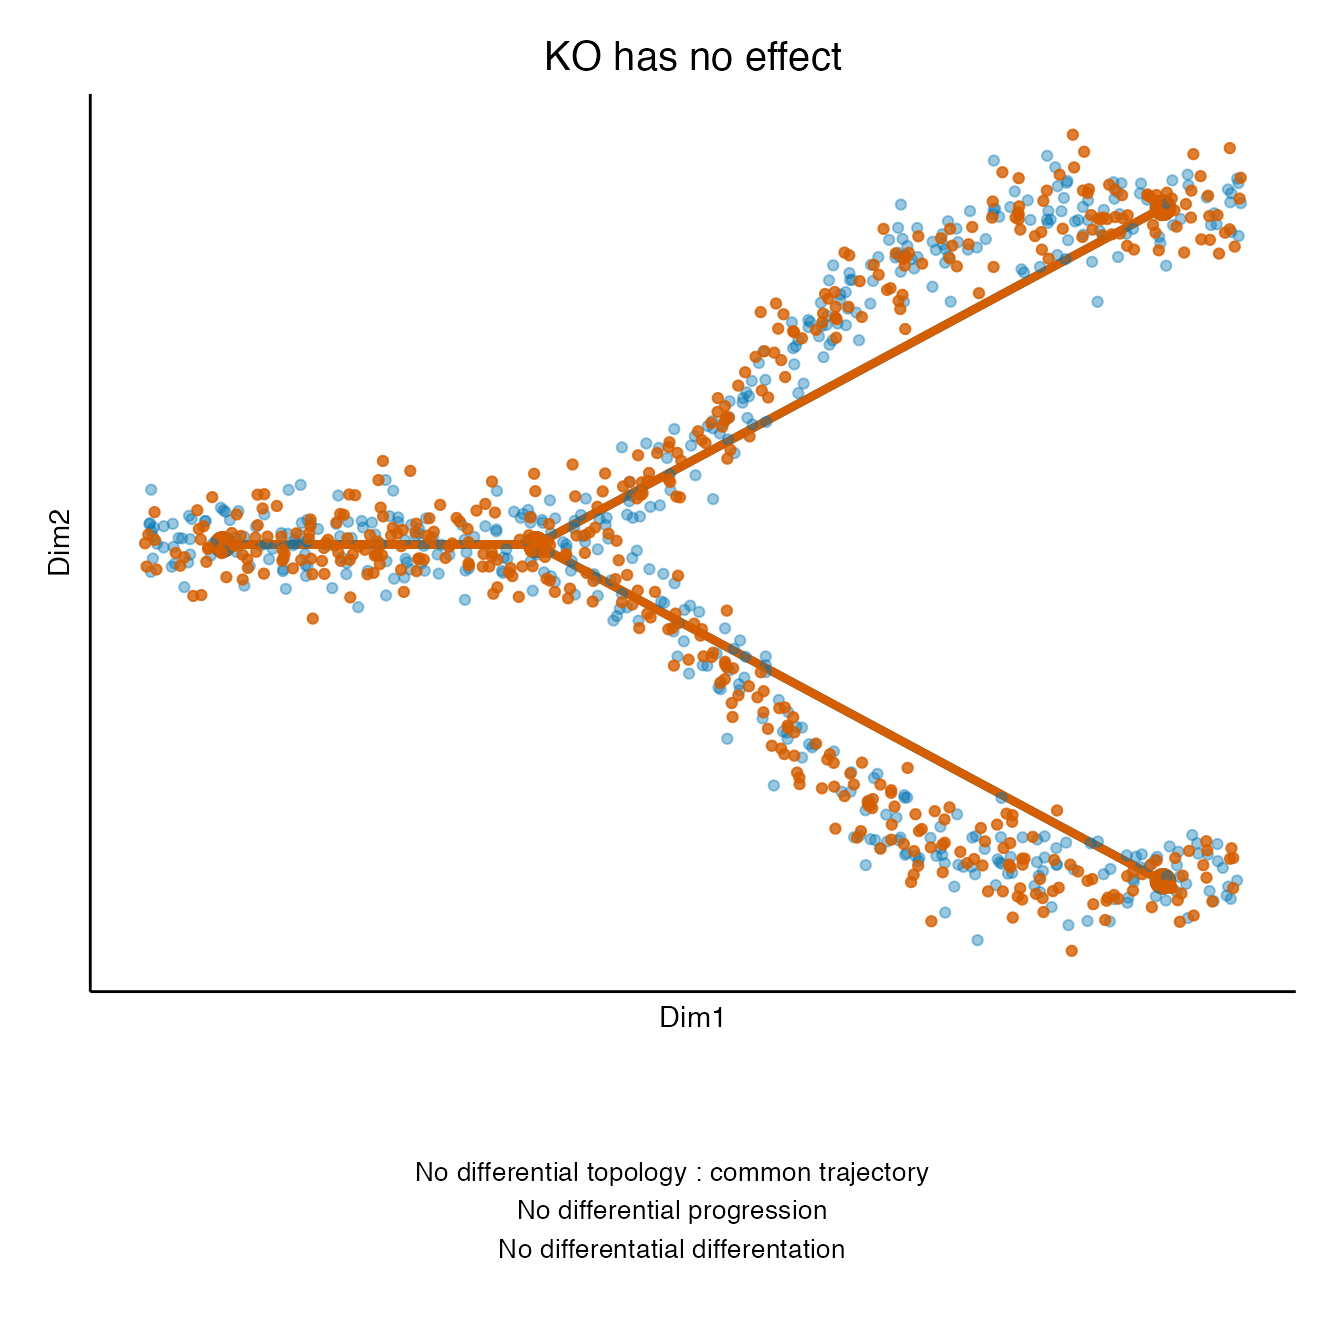 KO has no effect
Dim2
Dim1
No differential topology : common trajectory
No differential progression
No differentatial differentation